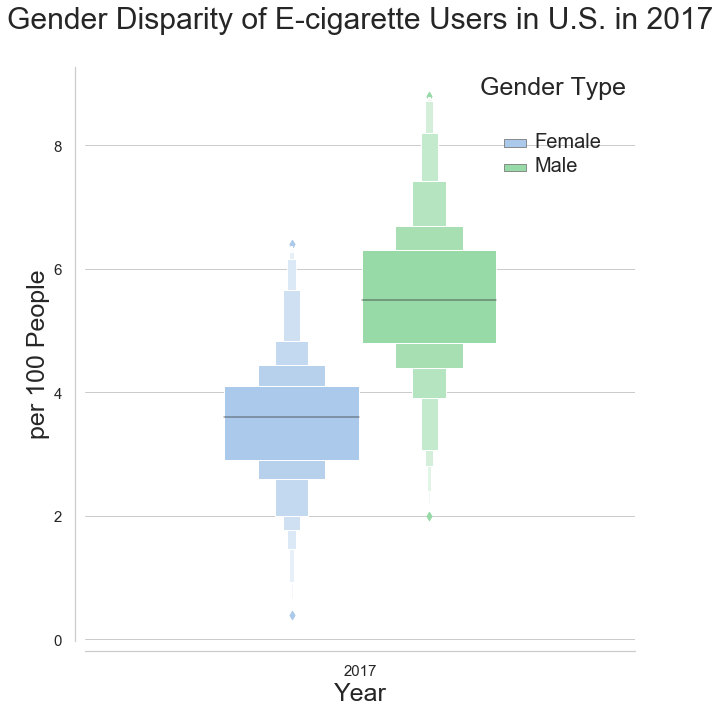 Gender Disparity of E-cigarette Users in U.S. in 2017
Gender Type
Female
Male
8
6
4
2
0
per 100 People
2017
Year